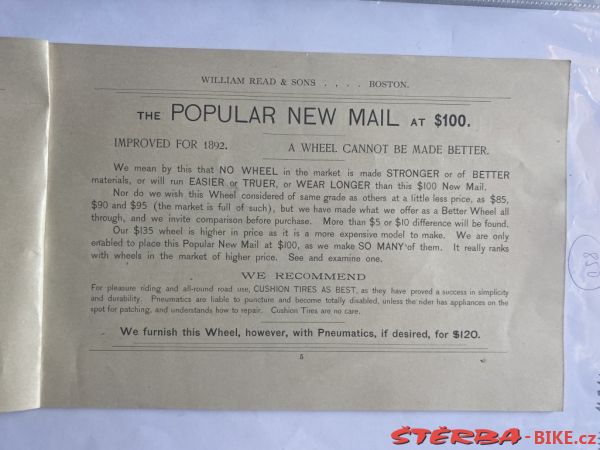 WILLIAM READ & SONS . . . . BOSTON.
THE POPULAR NEW MAIL AT $100.
IMPROVED FOR 1892. A WHEEL CANNOT BE MADE BETTER.
We mean by this that NO WHEEL in the market is made STRONGER or of BETTER
materials, or will run EASIER or TRUER, or WEAR LONGER than this $100 New Mail.
Nor do we wish this Wheel considered of same grade as others at a little less price, as $85,
$90 and $95 (the market is full of such), but we have made what we offer as a Better Wheel all
through, and we invite comparison before purchase. More than $5 or $10 difference will be found.
Our $135 wheel is higher in price as it is a more expensive model to make. We are only
enabled to place this Popular New Mail at $100, as we make SO MANY of them. It really ranks
with wheels in the market of higher price. See and examine one.
WE RECOMMEND
For pleasure riding and all-round road use, CUSHION TIRES AS BEST, as they have proved a success in simplicity
and durability. Pneumatics are liable to puncture and become totally disabled, unless the rider has appliances on the
spot for patching, and understands how to repair. Cushion Tires are no care.
We furnish this Wheel, however, with Pneumatics, if desired, for $120.
5
ŠTĚRBA-BIKE.cz